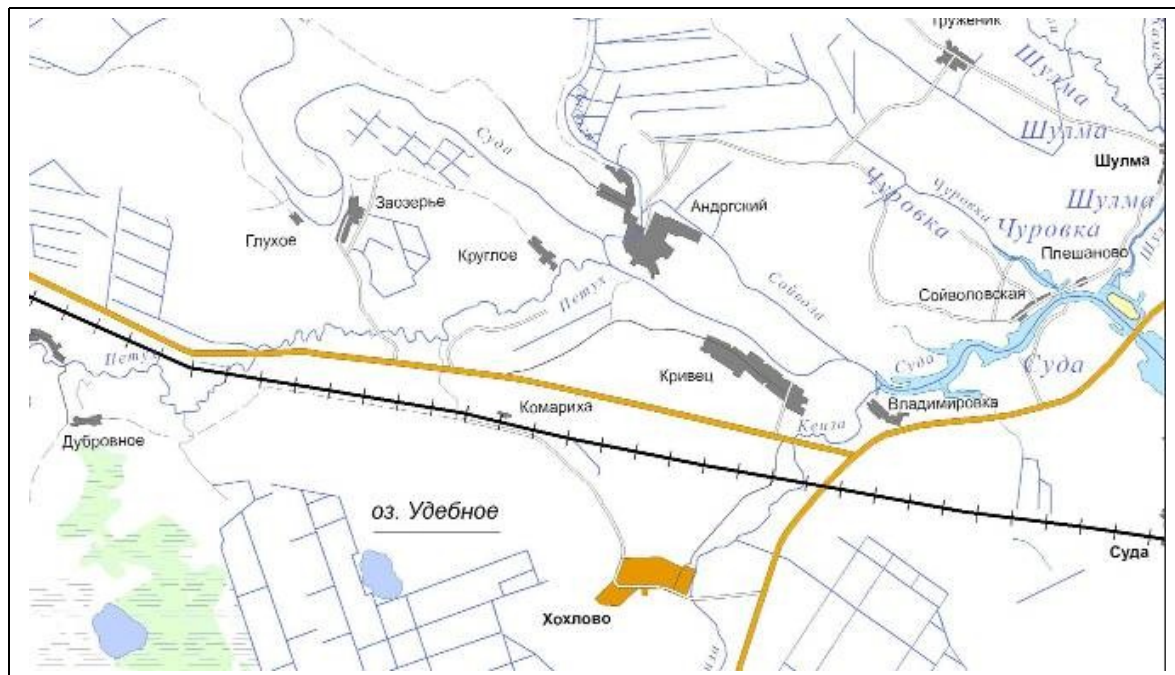 Труженик
Шулма
Шулма
Шулма
Суда
Чуровка
Чуровка
Шулма
Заозерье
Андогский
Чуровка
Глухое
Круглое
Плешаново
Петух
Сойвола
Сойволовская
Суда
Суда
Петух
Кривец
Владимировка
Комариха
Кенза
Дубровное
оз. Удебное
Суда
Хохлово